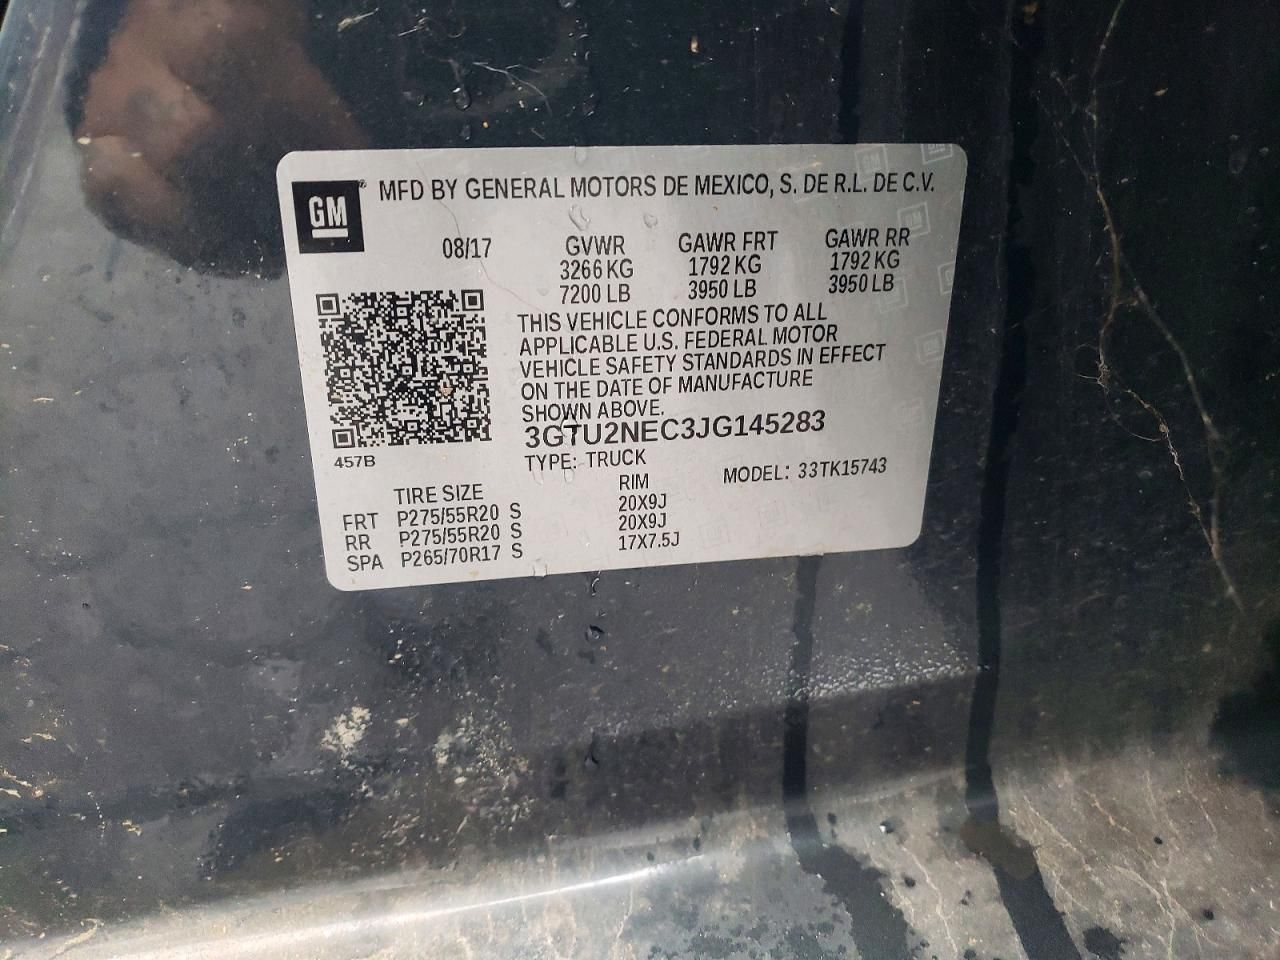 GM® MFD BY GENERAL MOTORS DE MEXICO, S. DE R.L. DE C.V.
08/17 GVWR GAWR FRT GAWR RR
3266 KG 1792 KG 1792 KG
7200 LB 3950 LB 3950 LB
THIS VEHICLE CONFORMS TO ALL
APPLICABLE U.S. FEDERAL MOTOR
VEHICLE SAFETY STANDARDS IN EFFECT
ON THE DATE OF MANUFACTURE
SHOWN ABOVE.
3GTU2NEC3JG145283
457B TYPE: TRUCK MODEL: 33TK15743
TIRE SIZE RIM
FRT P275/55R20 S 20X9J
RR P275/55R20 S 20X9J
SPA P265/70R17 S 17X7.5J